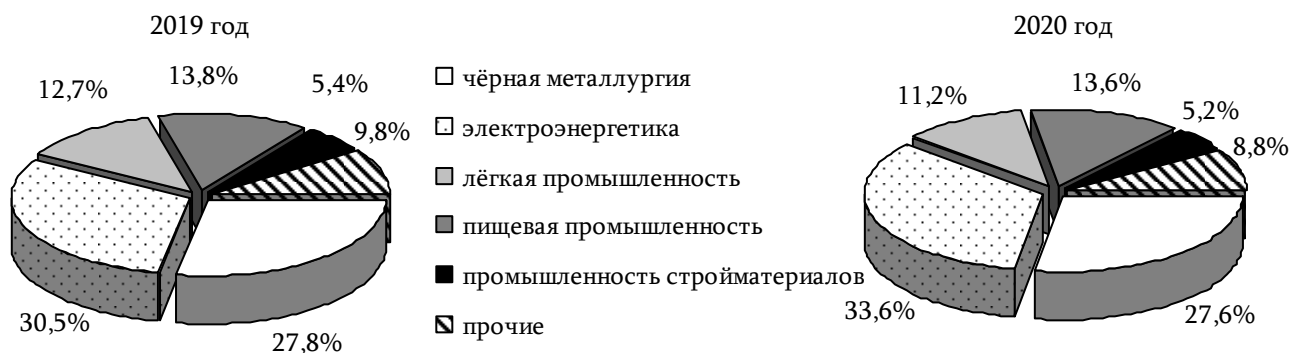 2019 год
12,7%
13,8%
5,4%
9,8%
30,5%
27,8%
чёрная металлургия
электроэнергетика
лёгкая промышленность
пищевая промышленность
промышленность стройматериалов
прочие
2020 год
11,2%
13,6%
5,2%
8,8%
33,6%
27,6%